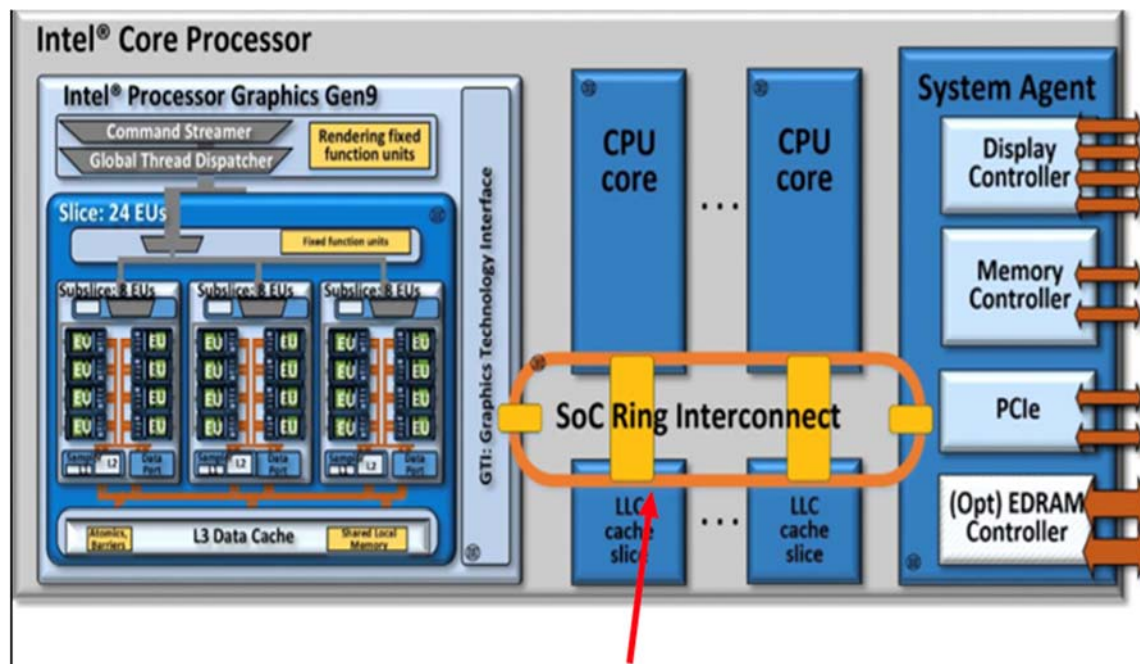 Intel® Core Processor
Intel® Processor Graphics Gen9
Command Streamer
Global Thread Dispatcher
Rendering fixed
function units
Slice: 24 EUs
Fixed function units
Subslice: 8 EUs
Subslice: 8 EUs
Subslice: 8 EUs
EU EU EU EU EU EU
EU EU EU EU EU EU
EU EU EU EU EU EU
EU EU EU EU EU EU
L2 Data
Port
L2 Data
Port
L2 Data
Port
Atomics,
Barriers
L3 Data Cache
Shared Local
Memory
GTI: Graphics Technology Interface
CPU
core
...
CPU
core
SoC Ring Interconnect
LLC
cache
slice
...
LLC
cache
slice
System Agent
Display
Controller
Memory
Controller
PCIe
(Opt) EDRAM
Controller